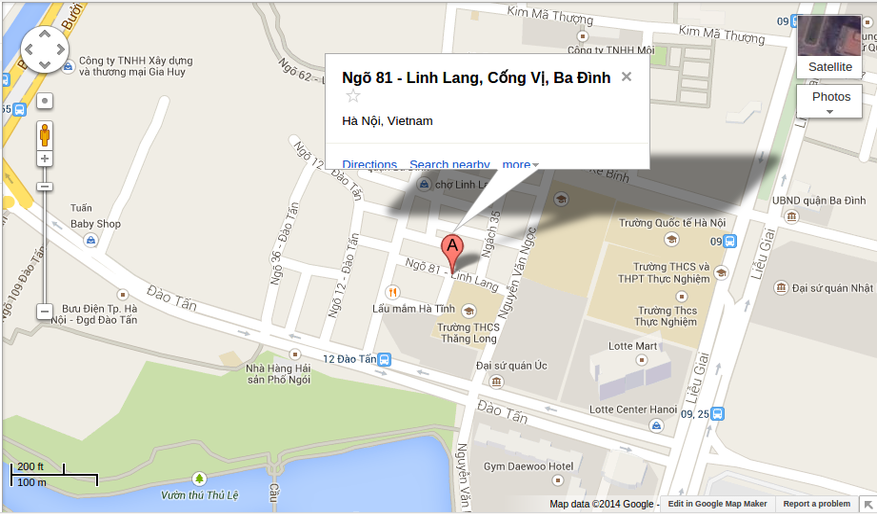 Kim Mã Thượng
Kim Mã Thượng
09
Bưởi
Công ty TNHH Xây dựng
và thương mại Gia Huy
Ngõ 62
Công ty TNHH Môi
Satellite
Photos
Ngõ 81 - Linh Lang, Cống Vị, Ba Đình
Hà Nội, Vietnam
Directions
Search nearby
more
55
Ngõ 12
chợ Linh La
Kế Bính
UBND quận Ba Đình
Tuấn
Baby Shop
Ngách 35
Trường Quốc tế Hà Nội
09
Ngõ 36 - Đào Tấn
Ngõ 12 - Đào Tấn
Nguyễn Văn Ngọc
Liễu Giai
A
Ngõ 81 - Linh Lang
Trường THCS và
THPT Thực Nghiệm
Ngõ 109 Đào Tấn
Đào Tấn
Đại sứ quán Nhật
Bưu Điện Tp. Hà
Nội - Đgd Đào Tấn
Lẩu mắm Hà Tĩnh
Trường Thcs
Thực Nghiệm
Trường THCS
Thăng Long
Lotte Mart
12 Đào Tấn
Đại sứ quán Úc
Nhà Hàng Hải
sản Phố Ngói
Liễu Giai
Đào Tấn
Lotte Center Hanoi
09, 25
200 ft
100 m
Vườn thú Thủ Lệ
Cầu
Nguyễn Văn
Gym Daewoo Hotel
Map data ©2014 Google -
Edit in Google Map Maker
Report a problem